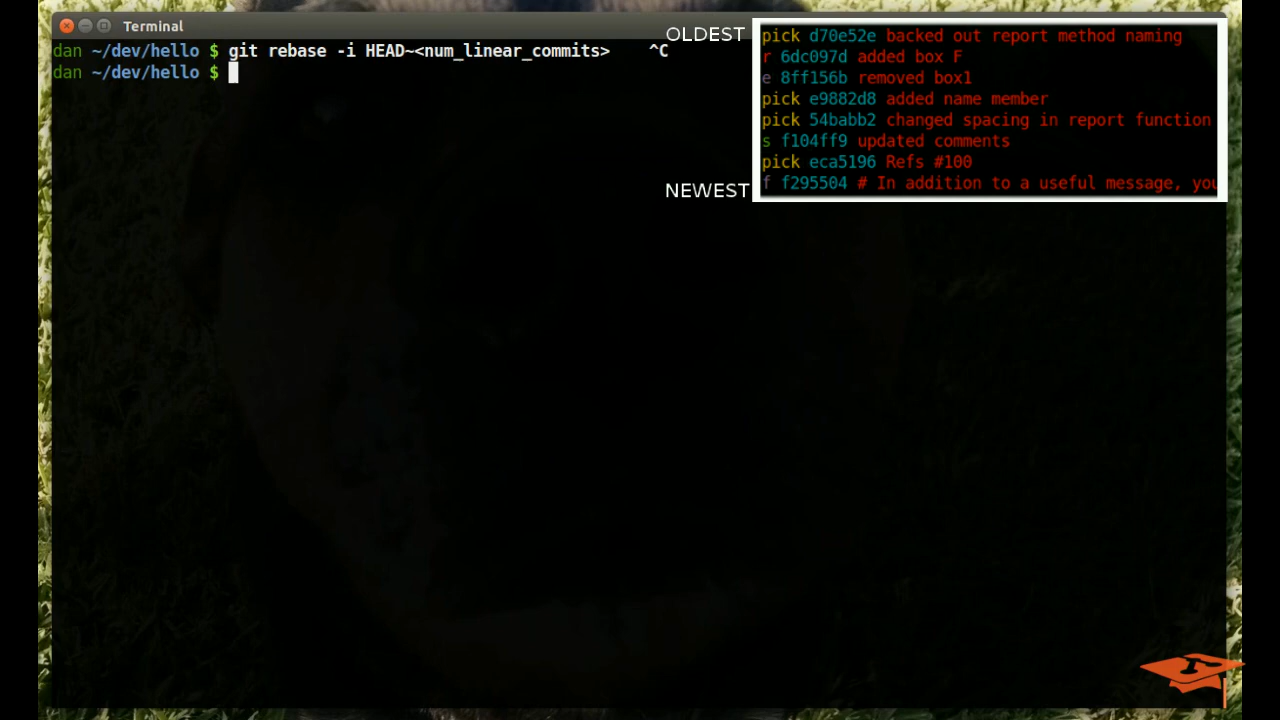 Terminal
dan ~/dev/hello $ git rebase -i HEAD~<num_linear_commits>    ^C
dan ~/dev/hello $
OLDEST
pick d70e52e backed out report method naming
r 6dc097d added box F
e 8ff156b removed box1
pick e9882d8 added name member
pick 54babb2 changed spacing in report function
s f104ff9 updated comments
pick eca5196 Refs #100
NEWEST
f f295504 # In addition to a useful message, you